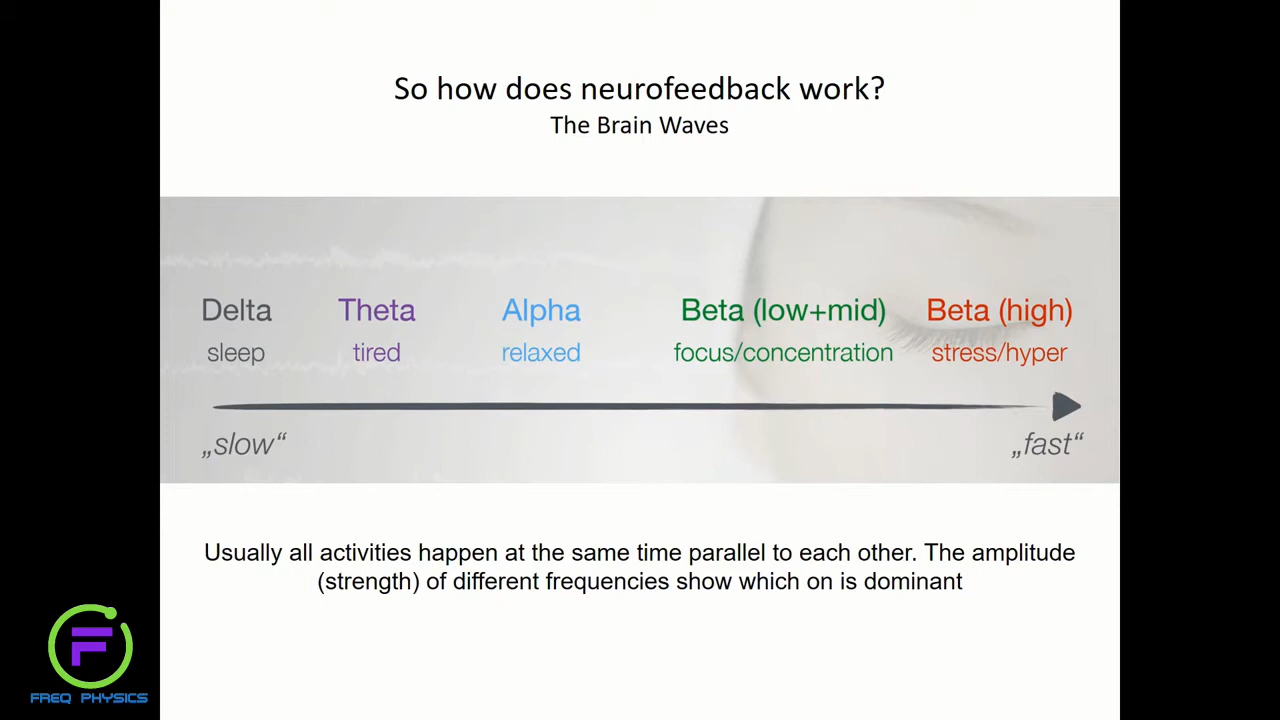 So how does neurofeedback work?
The Brain Waves
Delta Theta Alpha Beta (low+mid) Beta (high)
sleep tired relaxed focus/concentration stress/hyper
„slow“ „fast“
Usually all activities happen at the same time parallel to each other. The amplitude
(strength) of different frequencies show which on is dominant
F
FREQ PHYSICS